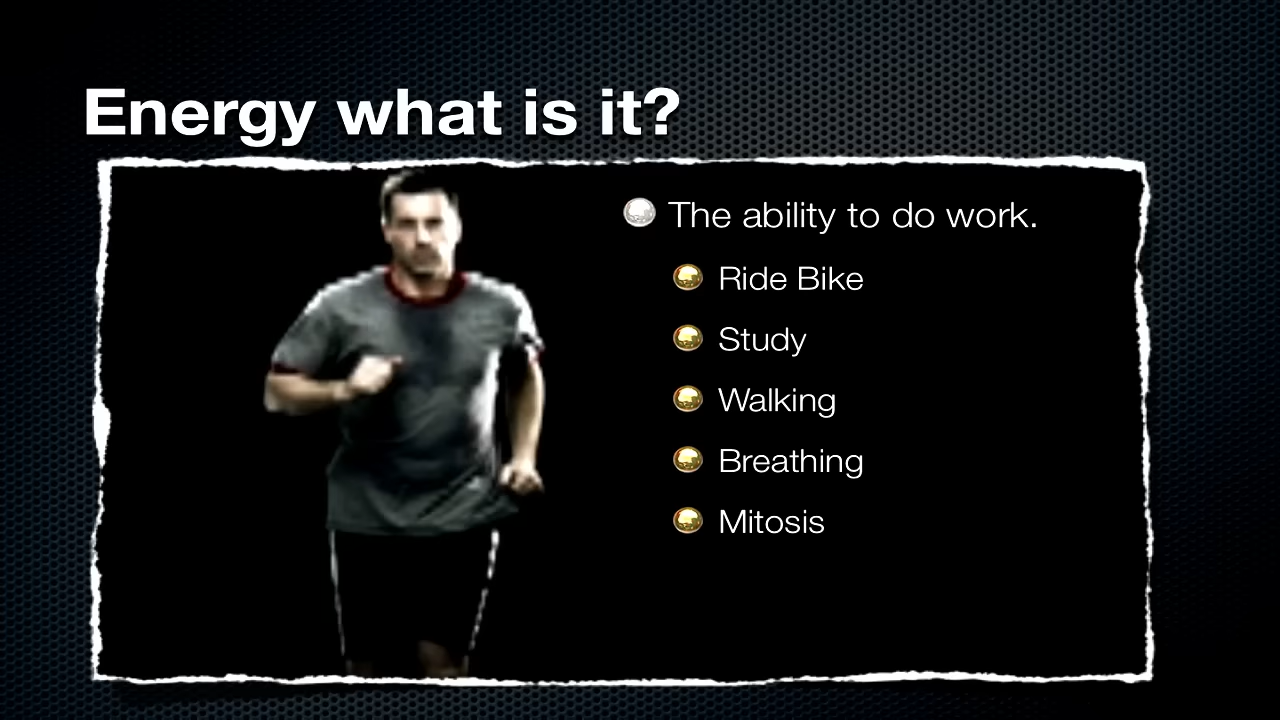 Energy what is it?
The ability to do work.
Ride Bike
Study
Walking
Breathing
Mitosis